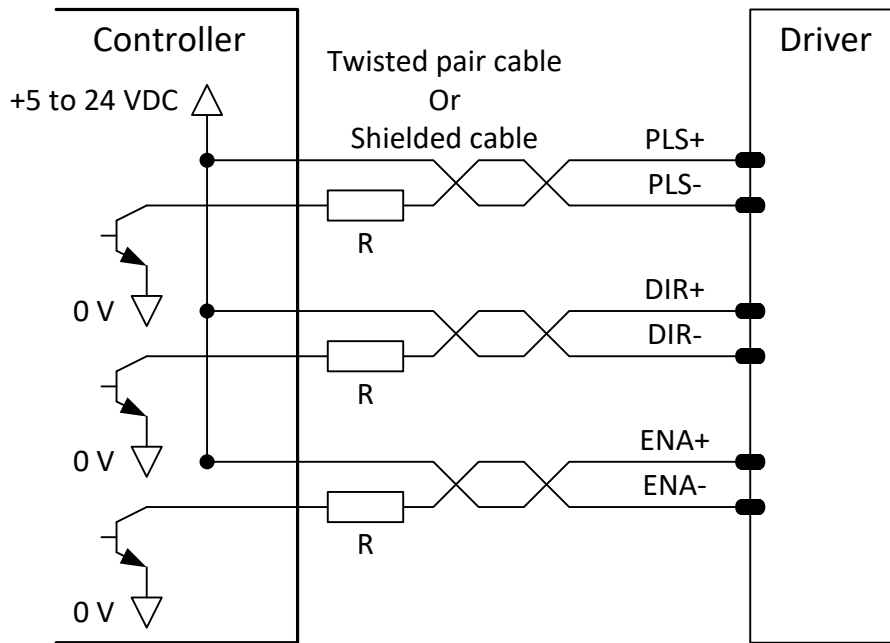 Controller
Driver
Twisted pair cable
Or
Shielded cable
+5 to 24 VDC
PLS+
PLS-
R
0 V
DIR+
DIR-
R
0 V
ENA+
ENA-
R
0 V